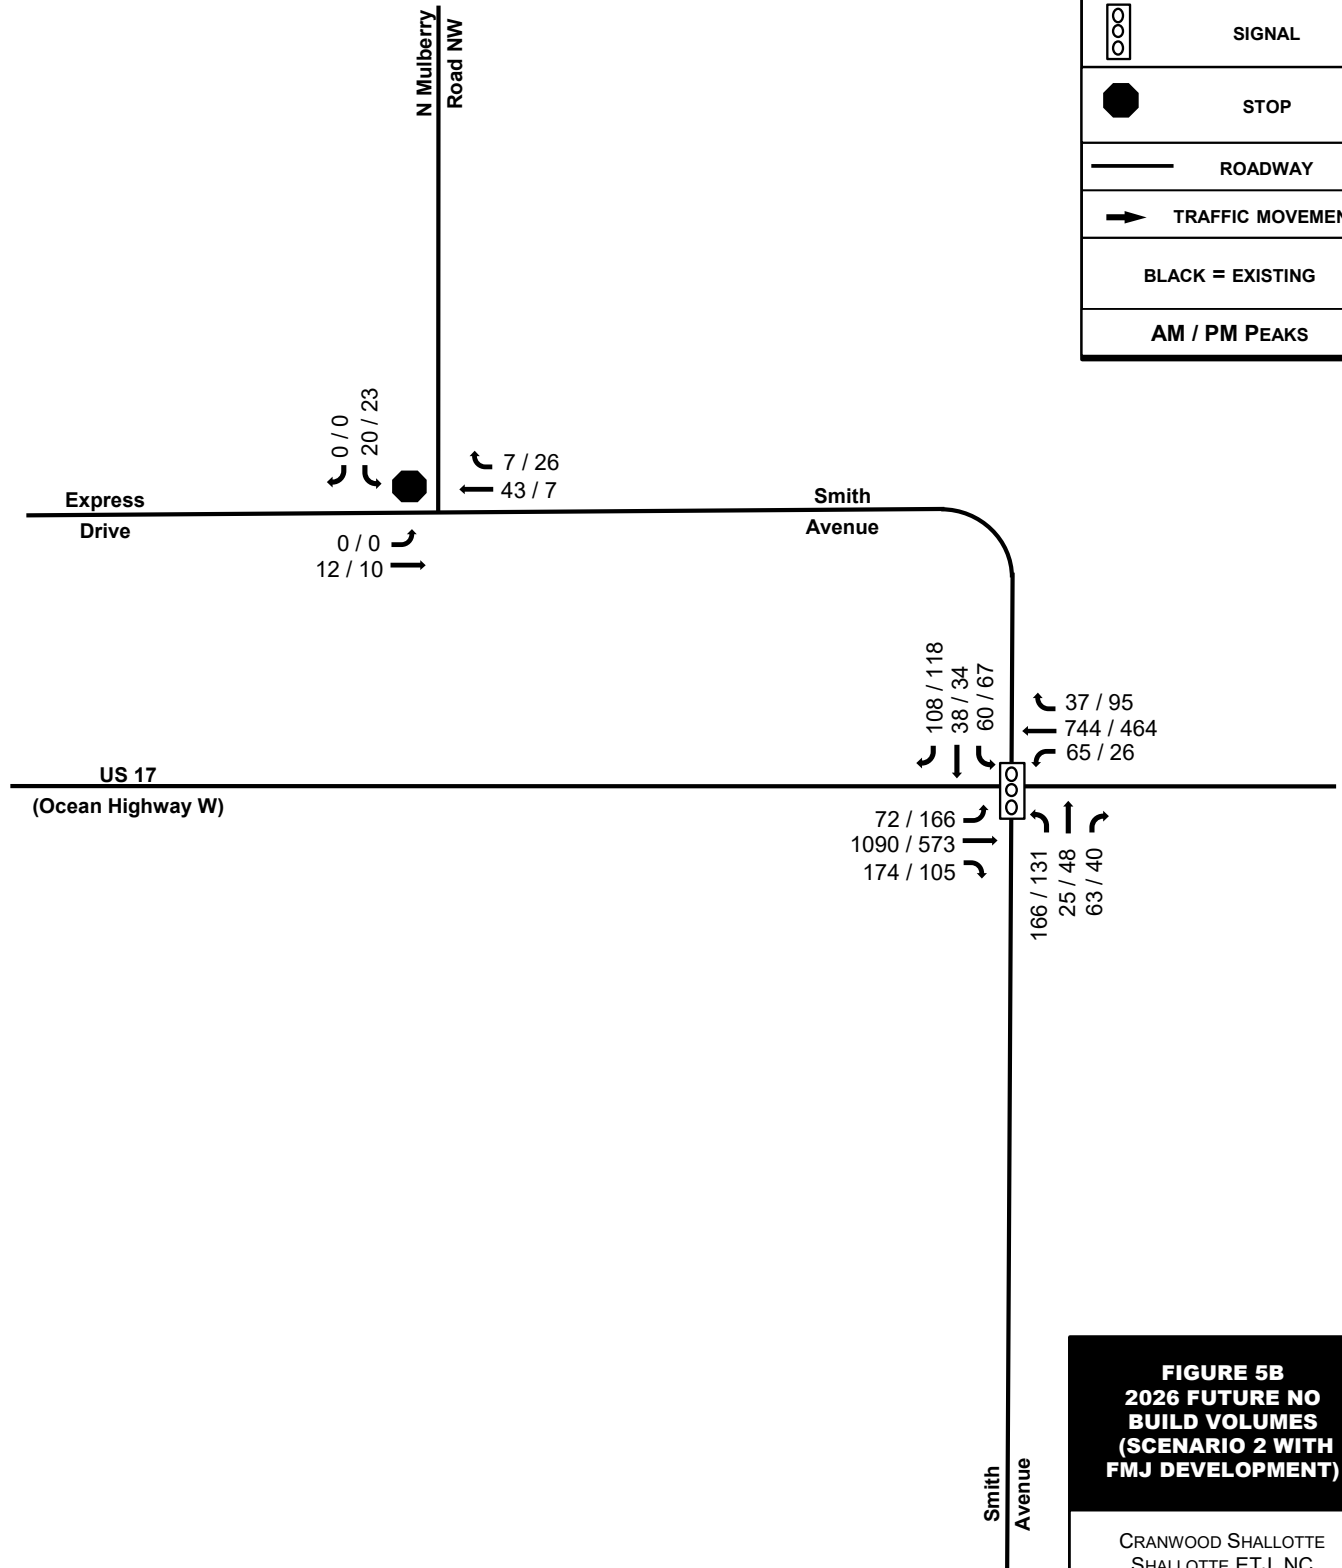 SIGNAL
STOP
ROADWAY
TRAFFIC
BLACK = EXISTING
AM / PM PEAKS
N Mulberry
Road NW
0 / 0
20 / 23
7 / 26
43 / 7
Express
Drive
Smith
Avenue
0 / 0
12 / 10
108 / 118
38 / 34
60 / 67
37 / 95
744 / 464
65 / 26
US 17
(Ocean Highway W)
72 / 166
1090 / 573
174 / 105
166 / 131
25 / 48
63 / 40
Smith
Avenue
FIGURE 5B
2026 FUTURE NO
BUILD VOLUMES
(SCENARIO 2 WITH
FMJ DEVELOPMENT)
CRANWOOD SHALLOTTE
SHALLOTTE ETJ, NC